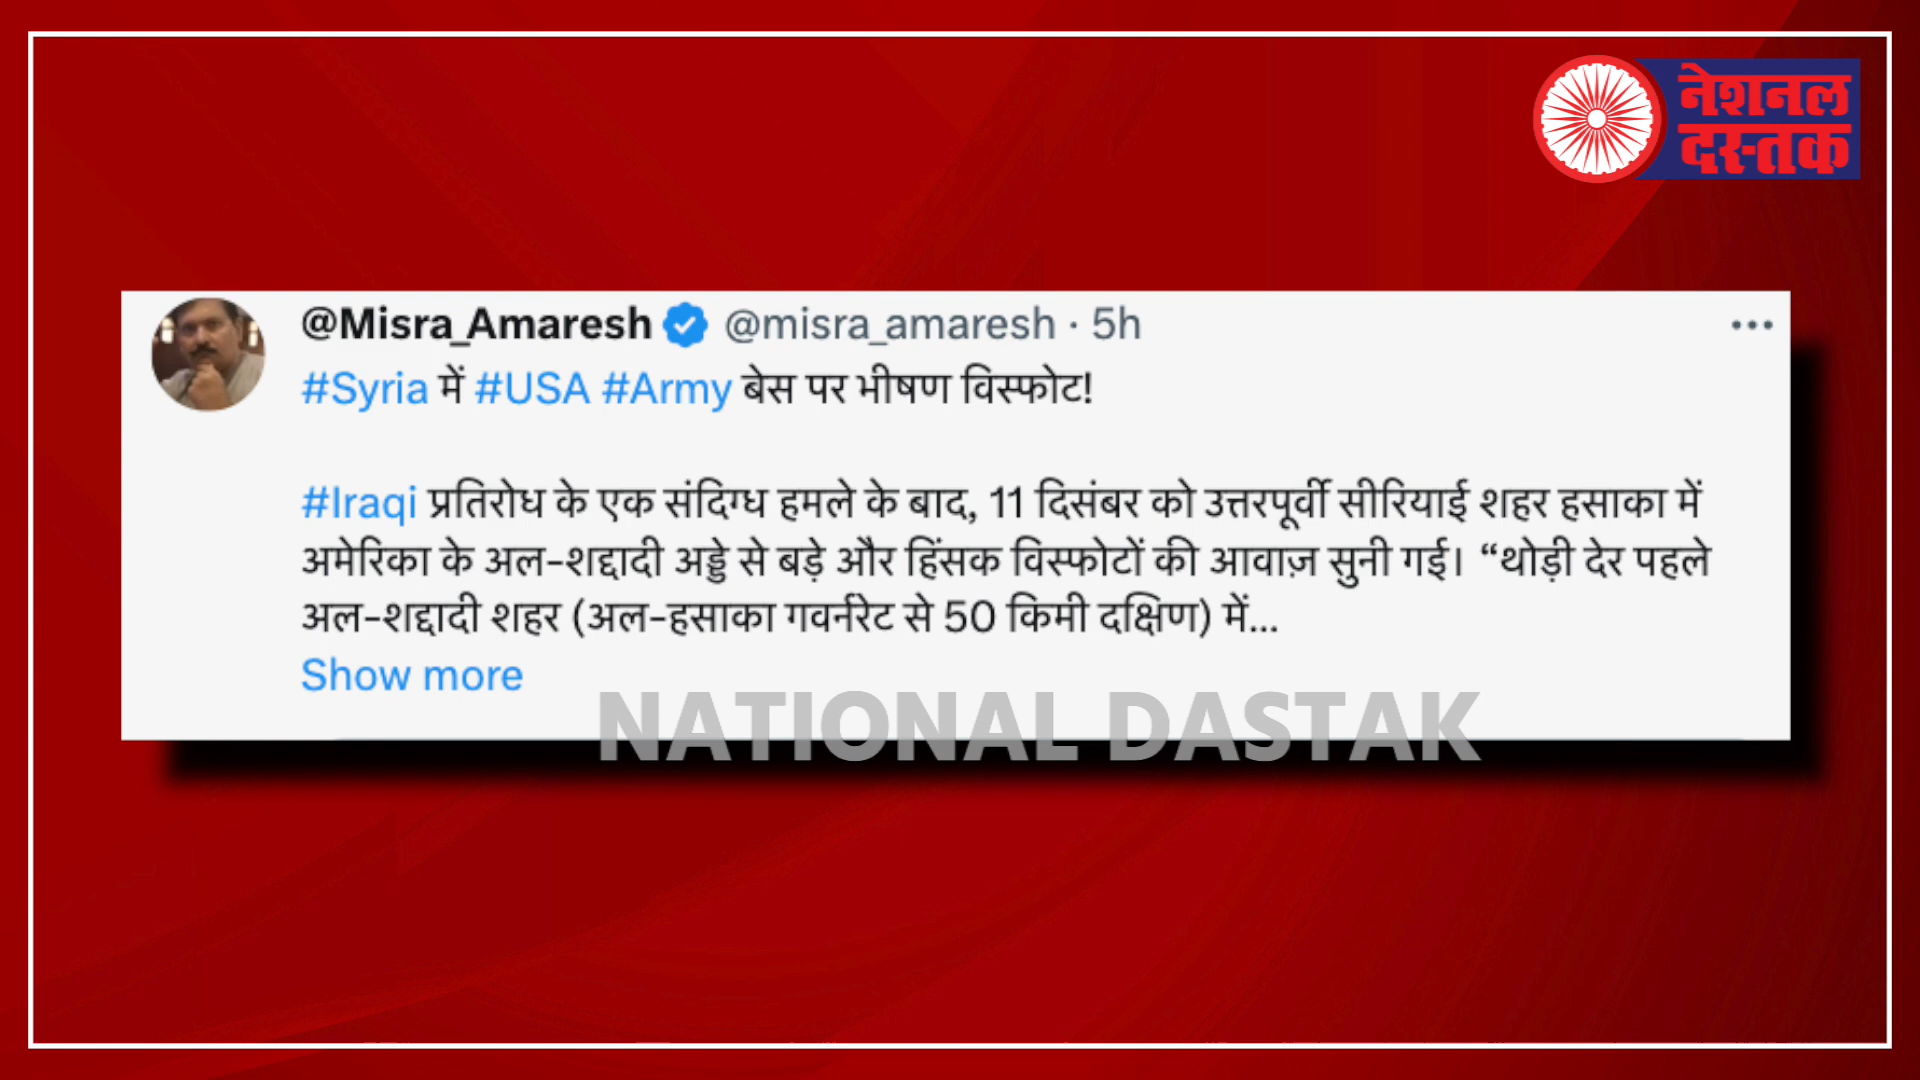 नेशनल
दस्तक
@Misra_Amaresh @misra_amaresh · 5h
#Syria में #USA #Army बेस पर भीषण विस्फोट!
#Iraqi प्रतिरोध के एक संदिग्ध हमले के बाद, 11 दिसंबर को उत्तरपूर्वी सीरियाई शहर हसाका में
अमेरिका के अल-शद्दादी अड्डे से बड़े और हिंसक विस्फोटों की आवाज़ सुनी गई। “थोड़ी देर पहले
अल-शद्दादी शहर (अल-हसाका गवर्नरेट से 50 किमी दक्षिण) में...
Show more
NATIONAL DASTAK